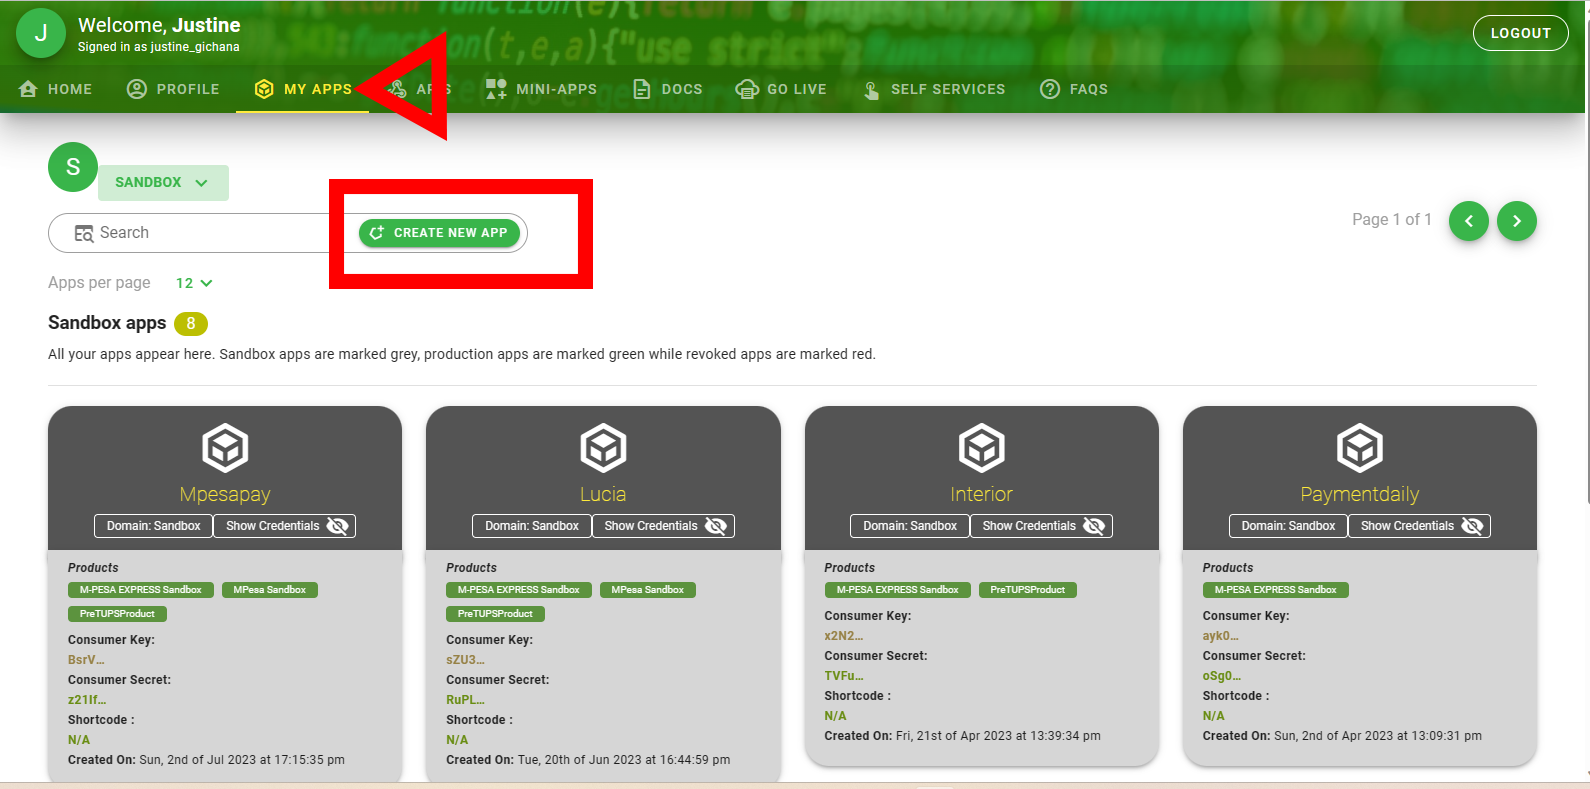 J
Welcome, Justine
Signed in as justine_gichana
LOGOUT
HOME PROFILE MY APPS APIS MINI-APPS DOCS GO LIVE SELF SERVICES FAQS
S
SANDBOX
Search
CREATE NEW APP
Page 1 of 1
Apps per page 12
Sandbox apps 8
All your apps appear here. Sandbox apps are marked grey, production apps are marked green while revoked apps are marked red.
Mpesapay
Domain: Sandbox Show Credentials
Products
M-PESA EXPRESS Sandbox MPesa Sandbox
PreTUPSProduct
Consumer Key:
BsrV...
Consumer Secret:
z21If...
Shortcode :
N/A
Created On: Sun, 2nd of Jul 2023 at 17:15:35 pm
Lucia
Domain: Sandbox Show Credentials
Products
M-PESA EXPRESS Sandbox MPesa Sandbox
PreTUPSProduct
Consumer Key:
sZU3...
Consumer Secret:
RuPL...
Shortcode :
N/A
Created On: Tue, 20th of Jun 2023 at 16:44:59 pm
Interior
Domain: Sandbox Show Credentials
Products
M-PESA EXPRESS Sandbox PreTUPSProduct
Consumer Key:
x2N2...
Consumer Secret:
TVFu...
Shortcode :
N/A
Created On: Fri, 21st of Apr 2023 at 13:39:34 pm
Paymentdaily
Domain: Sandbox Show Credentials
Products
M-PESA EXPRESS Sandbox
Consumer Key:
ayk0...
Consumer Secret:
oSg0...
Shortcode :
N/A
Created On: Sun, 2nd of Apr 2023 at 13:09:31 pm